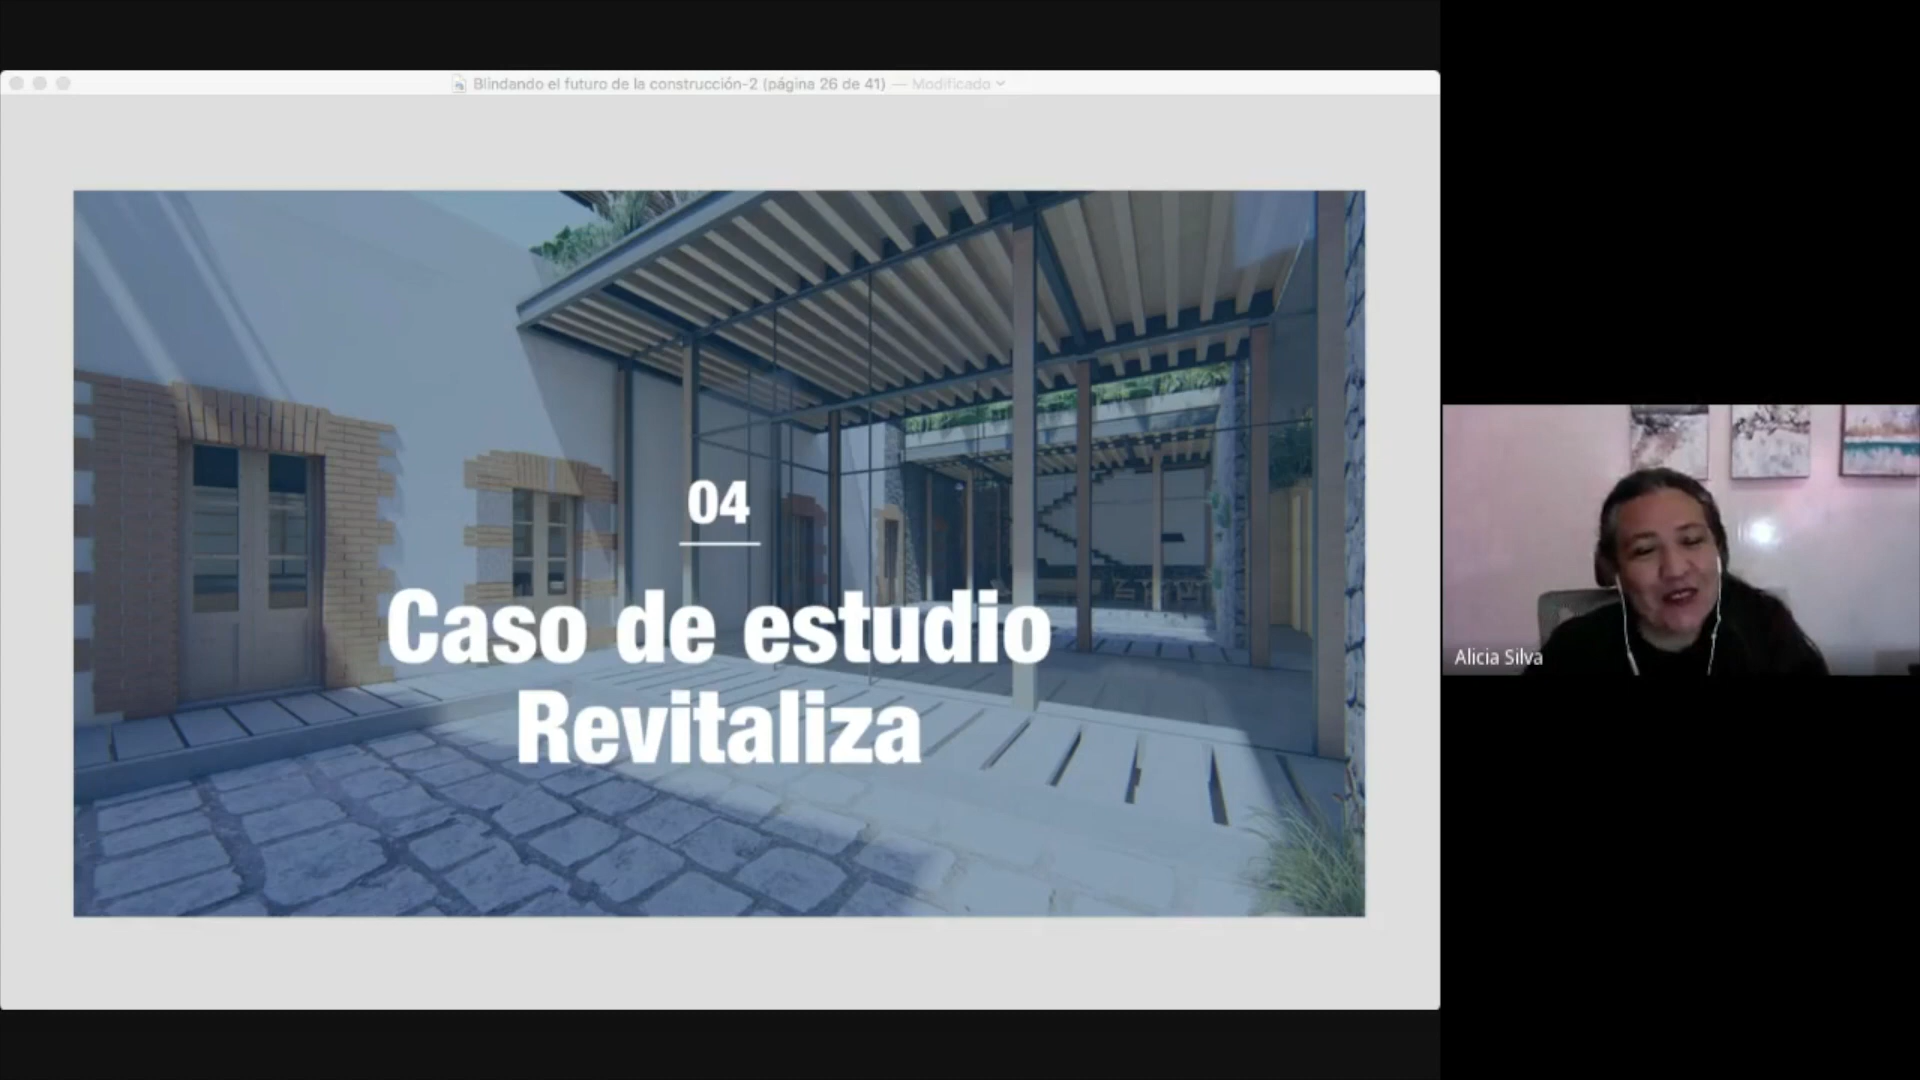 Blindando el futuro de la construcción-2 (página 26 de 41) — Modificado
04
Caso de estudio
Revitaliza
Alicia Silva